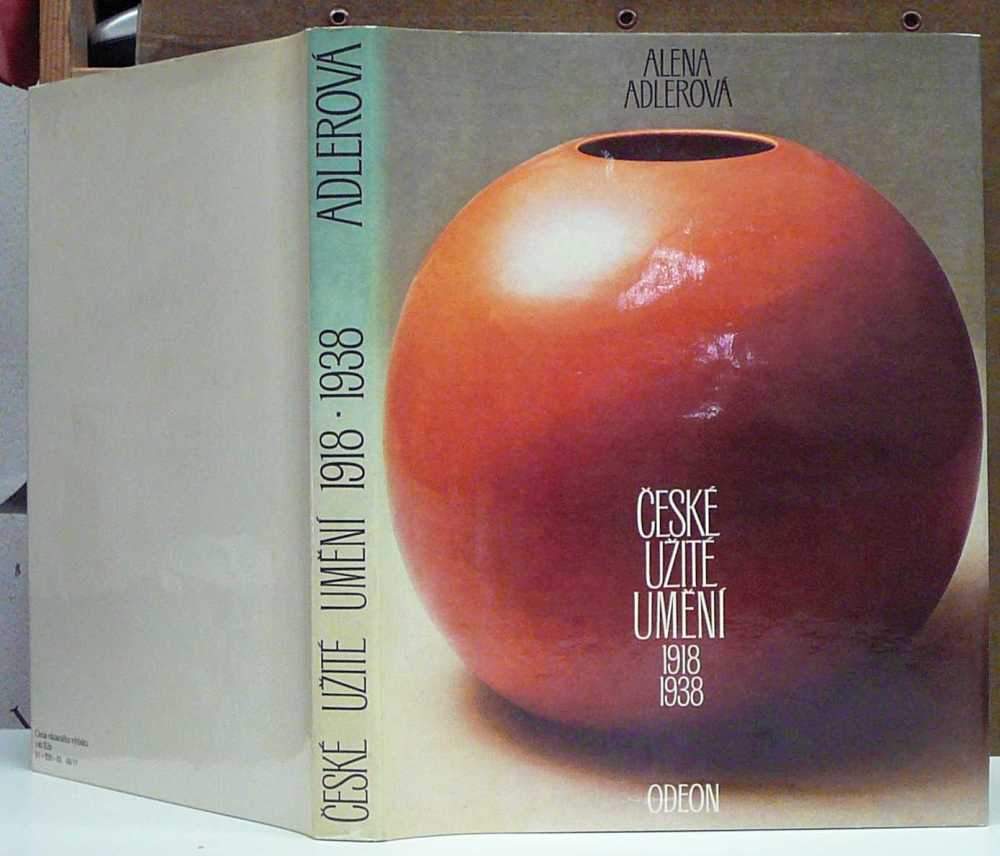 ALENA
ADLEROVÁ
ČESKÉ
UŽITÉ
UMĚNÍ
1918
1938
ODEON
ČESKÉ UŽITÉ UMĚNÍ 1918 · 1938 ADLEROVÁ